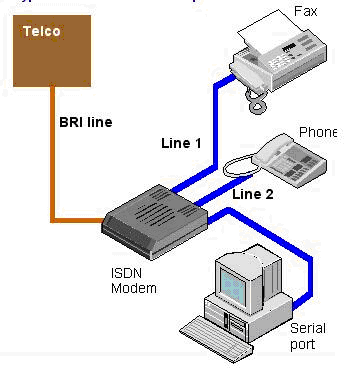 Telco
Fax
BRI line
Line 1
Phone
Line 2
ISDN
Modem
Serial
port